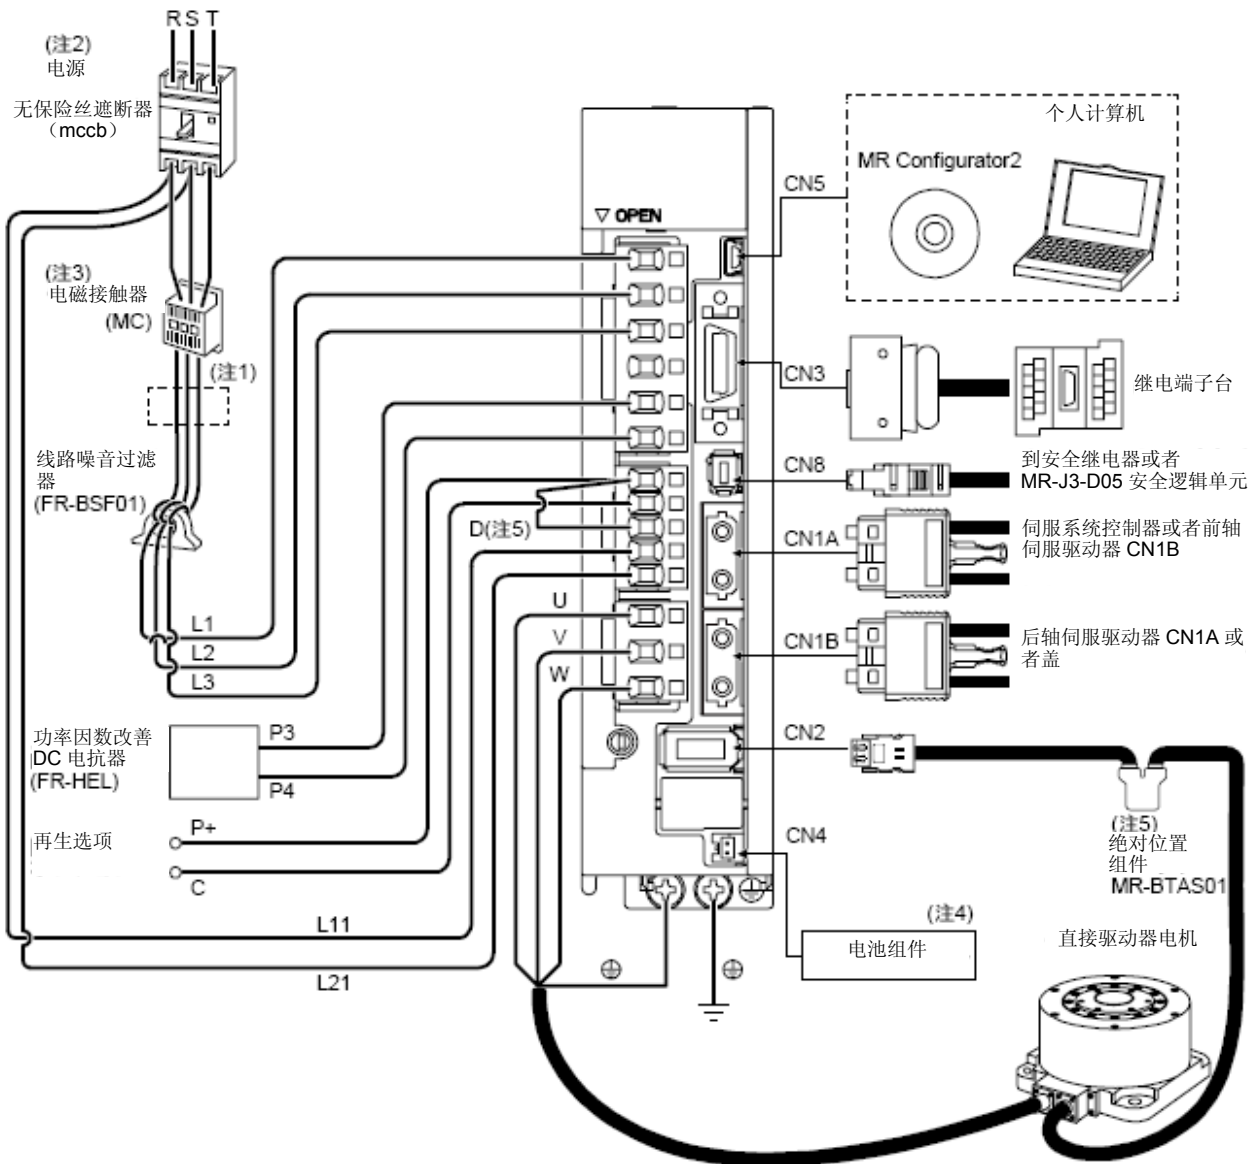 R S T
(注2)
电源
无保险丝遮断器
（mccb）
(注3)
电磁接触器
(MC)
(注1)
线路噪音过滤
器
(FR-BSF01)
L1
L2
L3
功率因数改善
DC 电抗器
(FR-HEL)
P3
P4
再生选项
P+
C
L11
L21
D(注5)
U
V
W
▽ OPEN
CN5
个人计算机
MR Configurator2
CN3
继电端子台
CN8
到安全继电器或者
MR-J3-D05 安全逻辑单元
CN1A
伺服系统控制器或者前轴
伺服驱动器 CN1B
CN1B
后轴伺服驱动器 CN1A 或
者盖
CN2
(注5)
绝对位置
组件
MR-BTAS01
CN4
(注4)
电池组件
直接驱动器电机